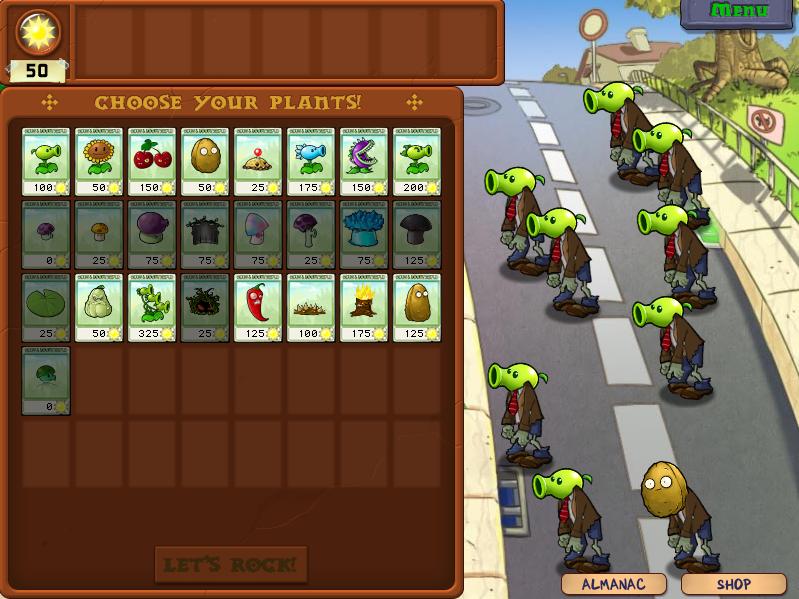 Menu
50
CHOOSE YOUR PLANTS!
100 50 150 50 25 175 150 200
0 25 75 75 75 25 75 125
25 50 325 25 125 100 175 125
0
LET'S ROCK!
ALMANAC SHOP